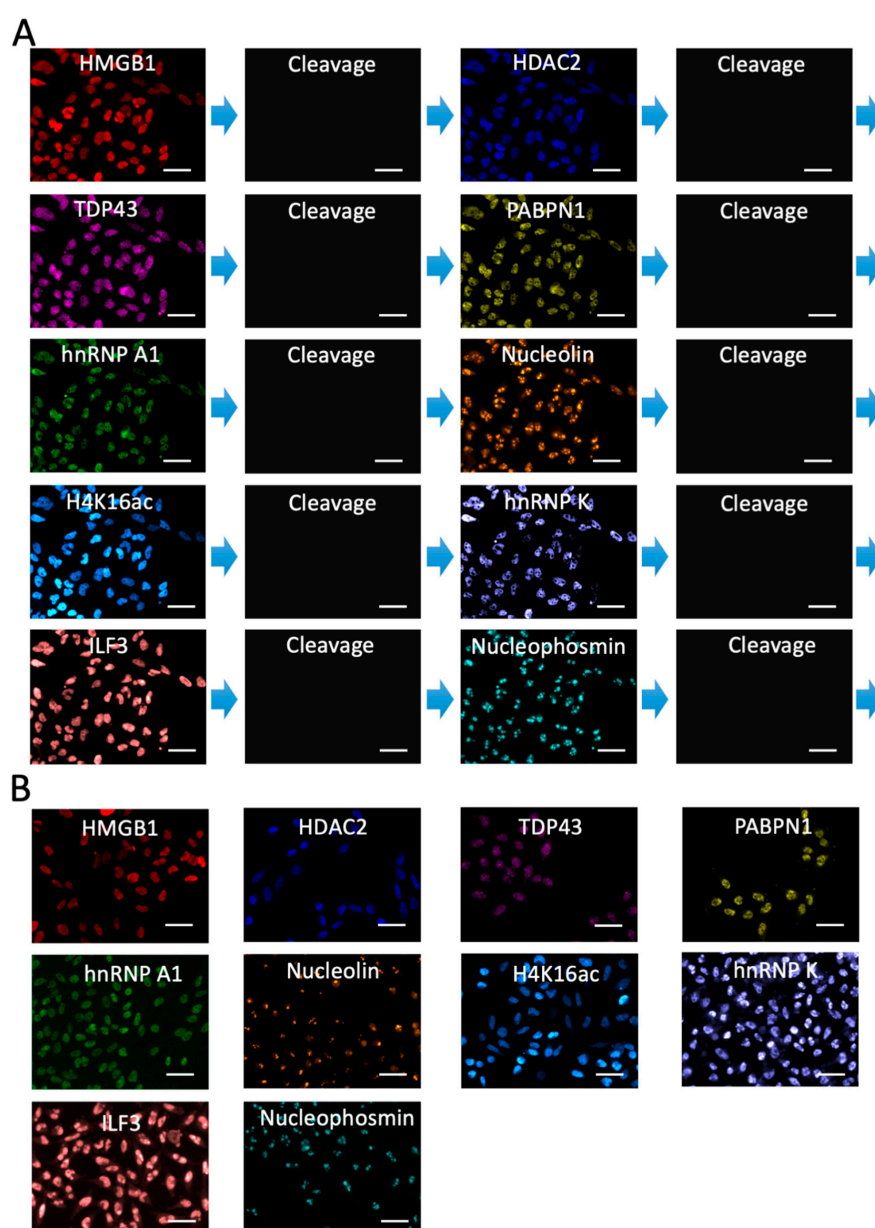 A
HMGB1
Cleavage
HDAC2
Cleavage
TDP43
Cleavage
PABPN1
Cleavage
hnRNP A1
Cleavage
Nucleolin
Cleavage
H4K16ac
Cleavage
hnRNP K
Cleavage
ILF3
Cleavage
Nucleophosmin
Cleavage
B
HMGB1
HDAC2
TDP43
PABPN1
hnRNP A1
Nucleolin
H4K16ac
hnRNP K
ILF3
Nucleophosmin